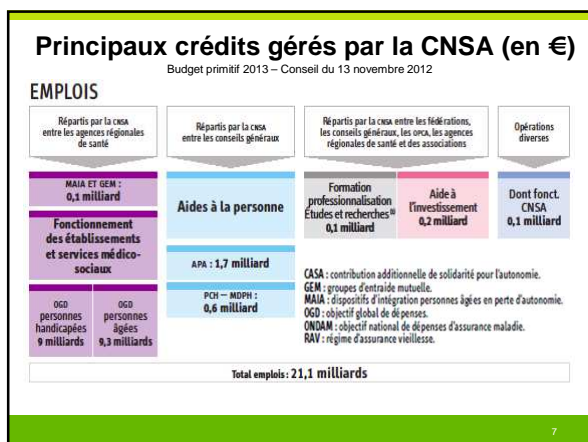 Principaux crédits gérés par la CNSA (en €)
Budget primitif 2013 – Conseil du 13 novembre 2012
EMPLOIS
Répartis par la CNSA
entre les agences régionales
de santé
Répartis par la CNSA
entre les conseils généraux
Répartis par la CNSA entre les fédérations,
les conseils généraux, les OPCA, les agences
régionales de santé et des associations
Opérations
diverses
MAIA ET GEM :
0,1 milliard
Fonctionnement
des établissements
et services médico-
sociaux
OGD
personnes
handicapées
9 milliards
OGD
personnes
âgées
9,3 milliards
Aides à la personne
APA : 1,7 milliard
PCH – MDPH :
0,6 milliard
Formation
professionnalisation
Études et recherches
0,1 milliard
Aide à
l'investissement
0,2 milliard
Dont fonct.
CNSA
0,1 milliard
CASA : contribution additionnelle de solidarité pour l'autonomie.
GEM : groupes d'entraide mutuelle.
MAIA : dispositifs d'intégration personnes âgées en perte d'autonomie.
OGD : objectif global de dépenses.
ONDAM : objectif national de dépenses d'assurance maladie.
RAV : régime d'assurance vieillesse.
Total emplois : 21,1 milliards
7